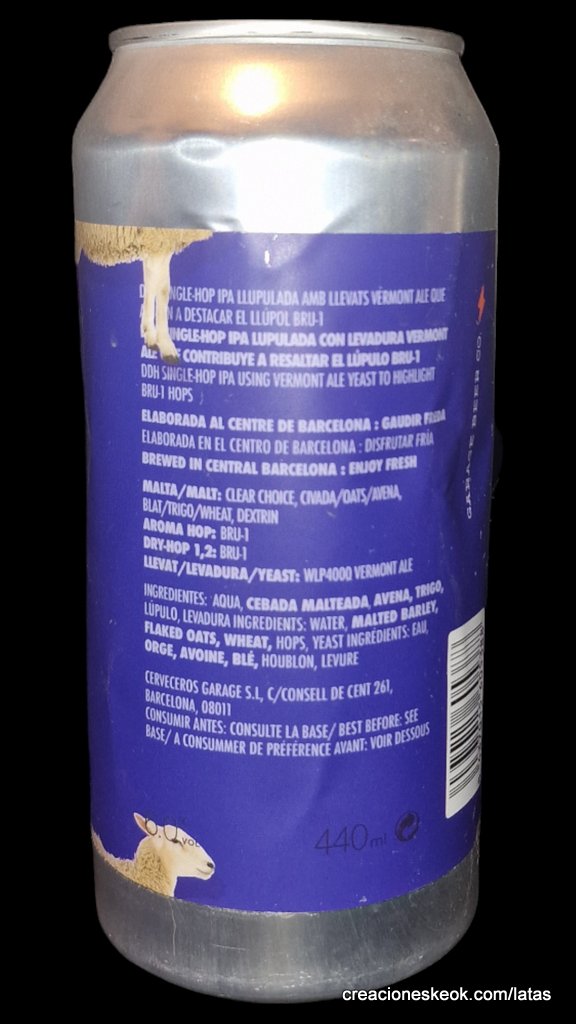 NGLE-HOP IPA LLUPULADA AMB LLEVATS VERMONT ALE QUE
A DESTACAR EL LLÚPOL BRU-1
NGLE-HOP IPA LUPULADA CON LEVADURA VERMONT
ALE CONTRIBUYE A RESALTAR EL LÚPULO BRU-1
DDH SINGLE-HOP IPA USING VERMONT ALE YEAST TO HIGHLIGHT
BRU-1 HOPS
ELABORADA AL CENTRE DE BARCELONA : GAUDIR FREDA
ELABORADA EN EL CENTRO DE BARCELONA : DISFRUTAR FRÍA
BREWED IN CENTRAL BARCELONA : ENJOY FRESH
MALTA/MALT: CLEAR CHOICE, CIVADA/OATS/AVENA,
BLAT/TRIGO/WHEAT, DEXTRIN
AROMA HOP: BRU-1
DRY-HOP 1,2: BRU-1
LLEVAT/LEVADURA/YEAST: WLP4000 VERMONT ALE
INGREDIENTES: AQUA, CEBADA MALTEADA, AVENA, TRIGO,
LÚPULO, LEVADURA INGREDIENTS: WATER, MALTED BARLEY,
FLAKED OATS, WHEAT, HOPS, YEAST INGRÉDIENTS: EAU,
ORGE, AVOINE, BLÉ, HOUBLON, LEVURE
CERVECEROS GARAGE S.L, C/CONSELL DE CENT 261,
BARCELONA, 08011
CONSUMIR ANTES: CONSULTE LA BASE/ BEST BEFORE: SEE
BASE/ A CONSUMMER DE PRÉFÉRENCE AVANT: VOIR DESSOUS
VOL
440ml
GARAGE BEER CO
creacioneskeok.com/latas